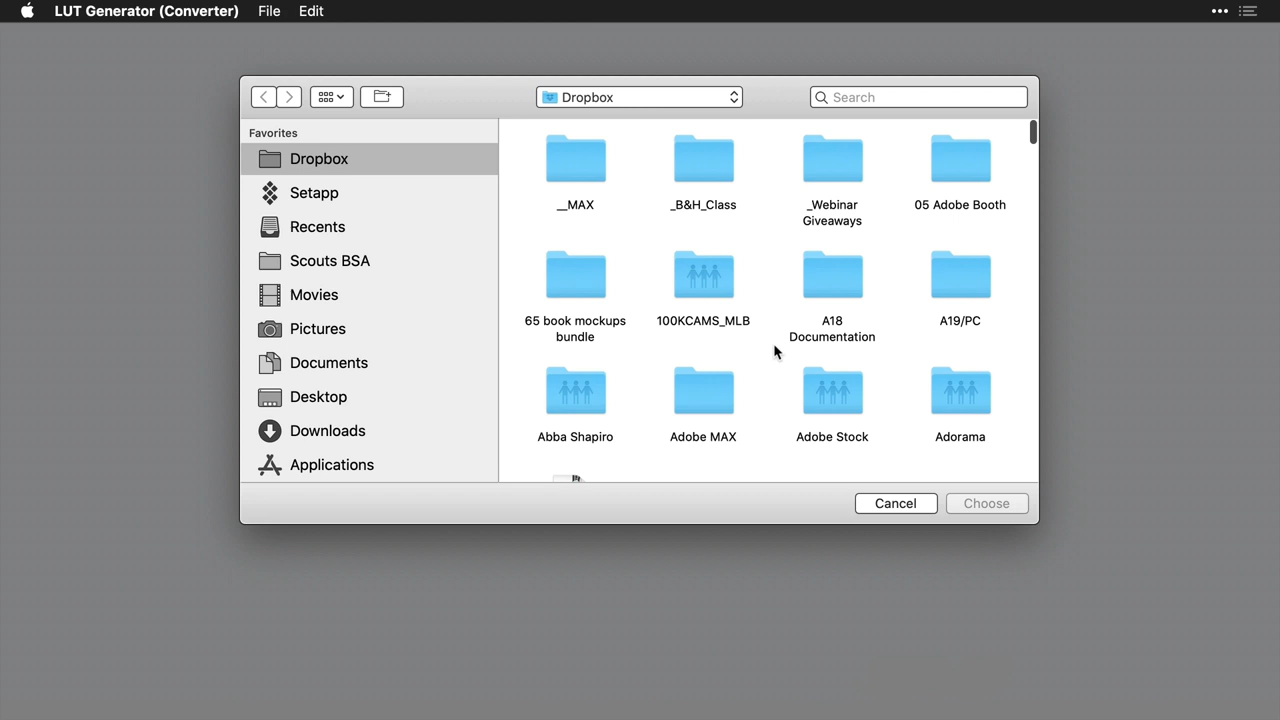 LUT Generator (Converter) File Edit
Dropbox
Search
Favorites
Dropbox
Setapp
Recents
Scouts BSA
Movies
Pictures
Documents
Desktop
Downloads
Applications
__MAX
_B&H_Class
_Webinar
Giveaways
05 Adobe Booth
65 book mockups
bundle
100KCAMS_MLB
A18
Documentation
A19/PC
Abba Shapiro
Adobe MAX
Adobe Stock
Adorama
Cancel
Choose